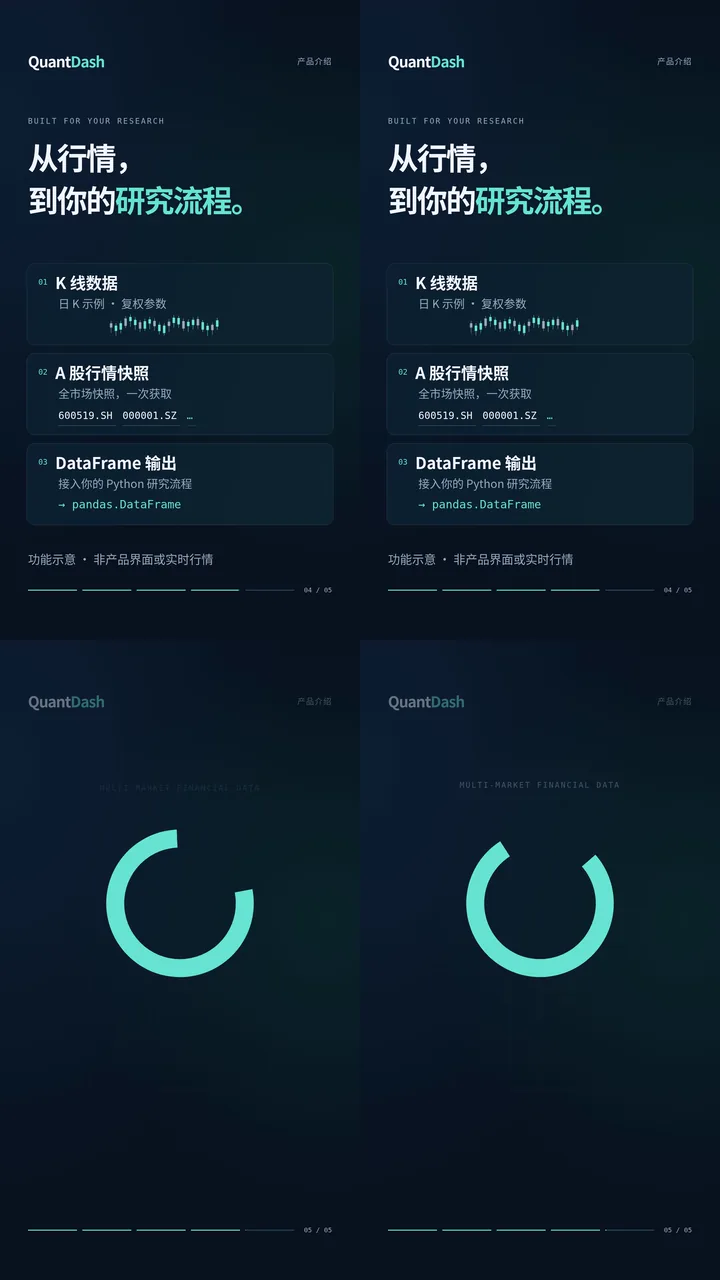 QuantDash
产品介绍
BUILT FOR YOUR RESEARCH
从行情，
到你的研究流程。
01 K 线数据
日 K 示例 · 复权参数
02 A 股行情快照
全市场快照，一次获取
600519.SH 000001.SZ …
03 DataFrame 输出
接入你的 Python 研究流程
→ pandas.DataFrame
功能示意 · 非产品界面或实时行情
04 / 05
QuantDash
产品介绍
BUILT FOR YOUR RESEARCH
从行情，
到你的研究流程。
01 K 线数据
日 K 示例 · 复权参数
02 A 股行情快照
全市场快照，一次获取
600519.SH 000001.SZ …
03 DataFrame 输出
接入你的 Python 研究流程
→ pandas.DataFrame
功能示意 · 非产品界面或实时行情
04 / 05
QuantDash
产品介绍
MULTI-MARKET FINANCIAL DATA
05 / 05
QuantDash
产品介绍
MULTI-MARKET FINANCIAL DATA
05 / 05